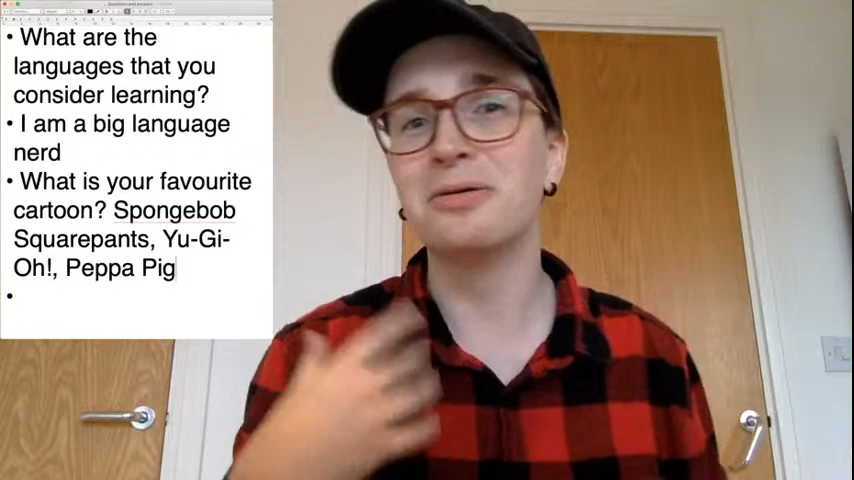 • What are the
languages that you
consider learning?
• I am a big language
nerd
• What is your favourite
cartoon? Spongebob
Squarepants, Yu-Gi-
Oh!, Peppa Pig
•